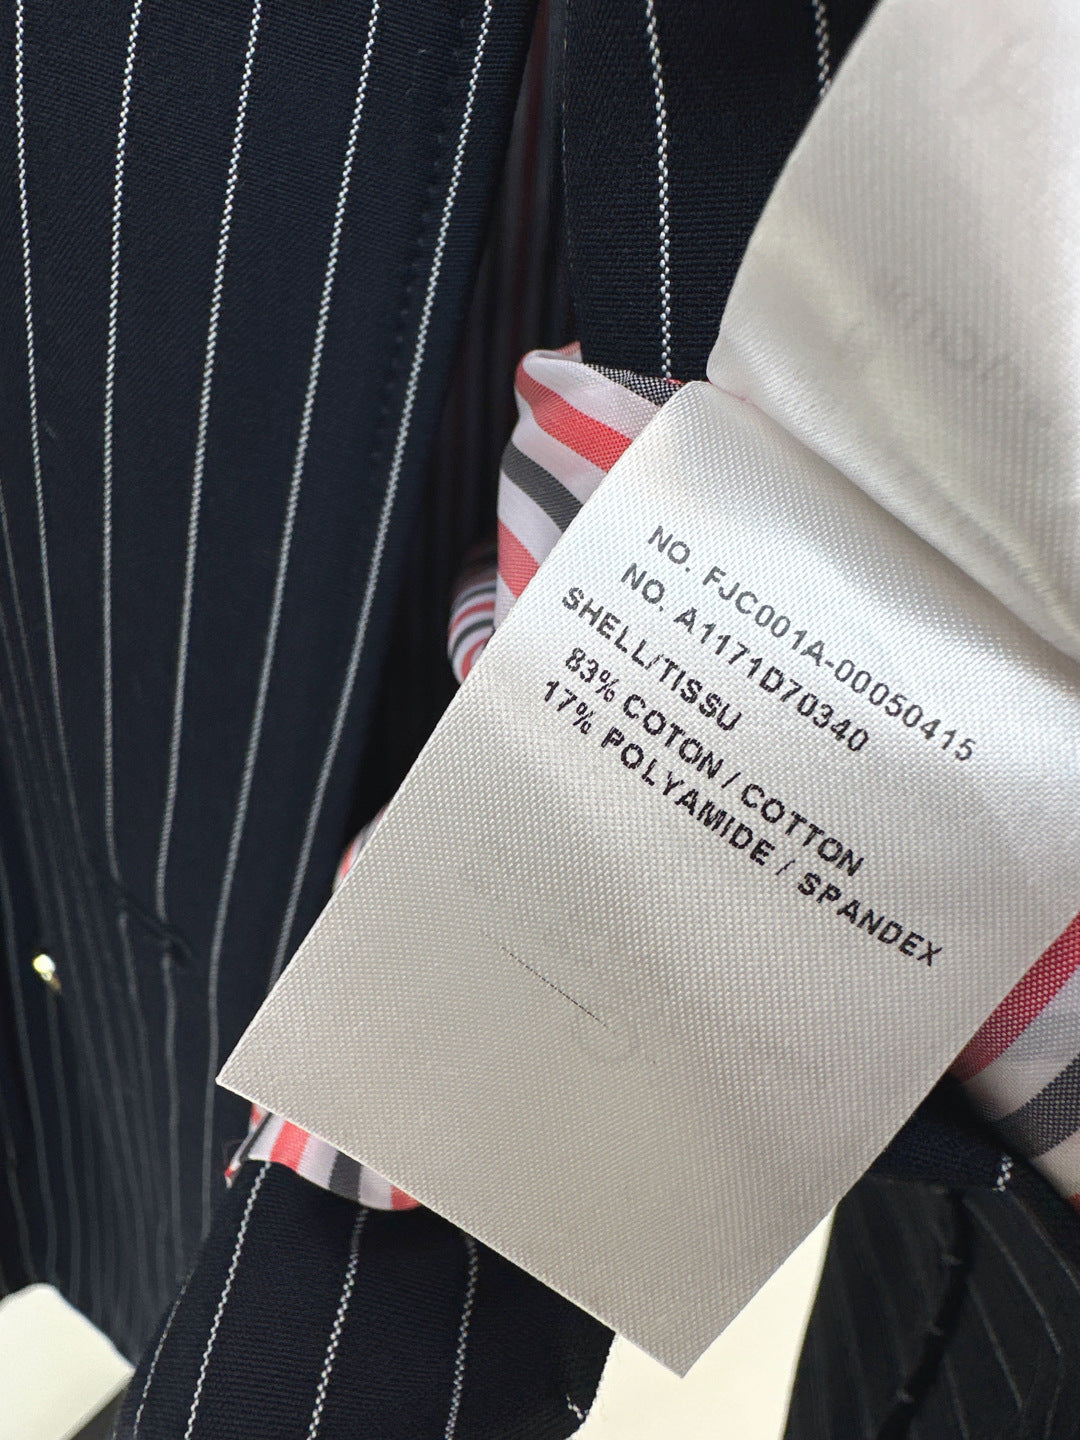 NO. FJC001A-00050415
NO. A1171D70340
SHELL/TISSU
83% COTON / COTTON
17% POLYAMIDE / SPANDEX